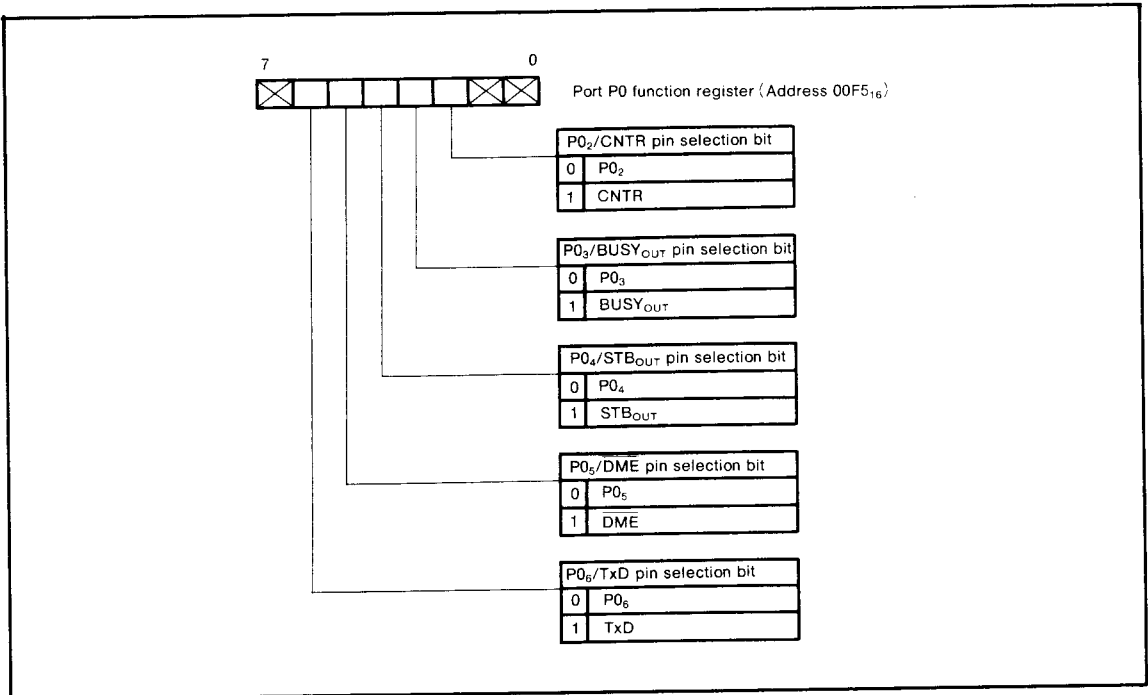 7 0
Port P0 function register (Address 00F5₁₆)
P0₂/CNTR pin selection bit
0 P0₂
1 CNTR
P0₃/BUSY_OUT pin selection bit
0 P0₃
1 BUSY_OUT
P0₄/STB_OUT pin selection bit
0 P0₄
1 STB_OUT
P0₅/D̅M̅E̅ pin selection bit
0 P0₅
1 D̅M̅E̅
P0₆/TxD pin selection bit
0 P0₆
1 TxD